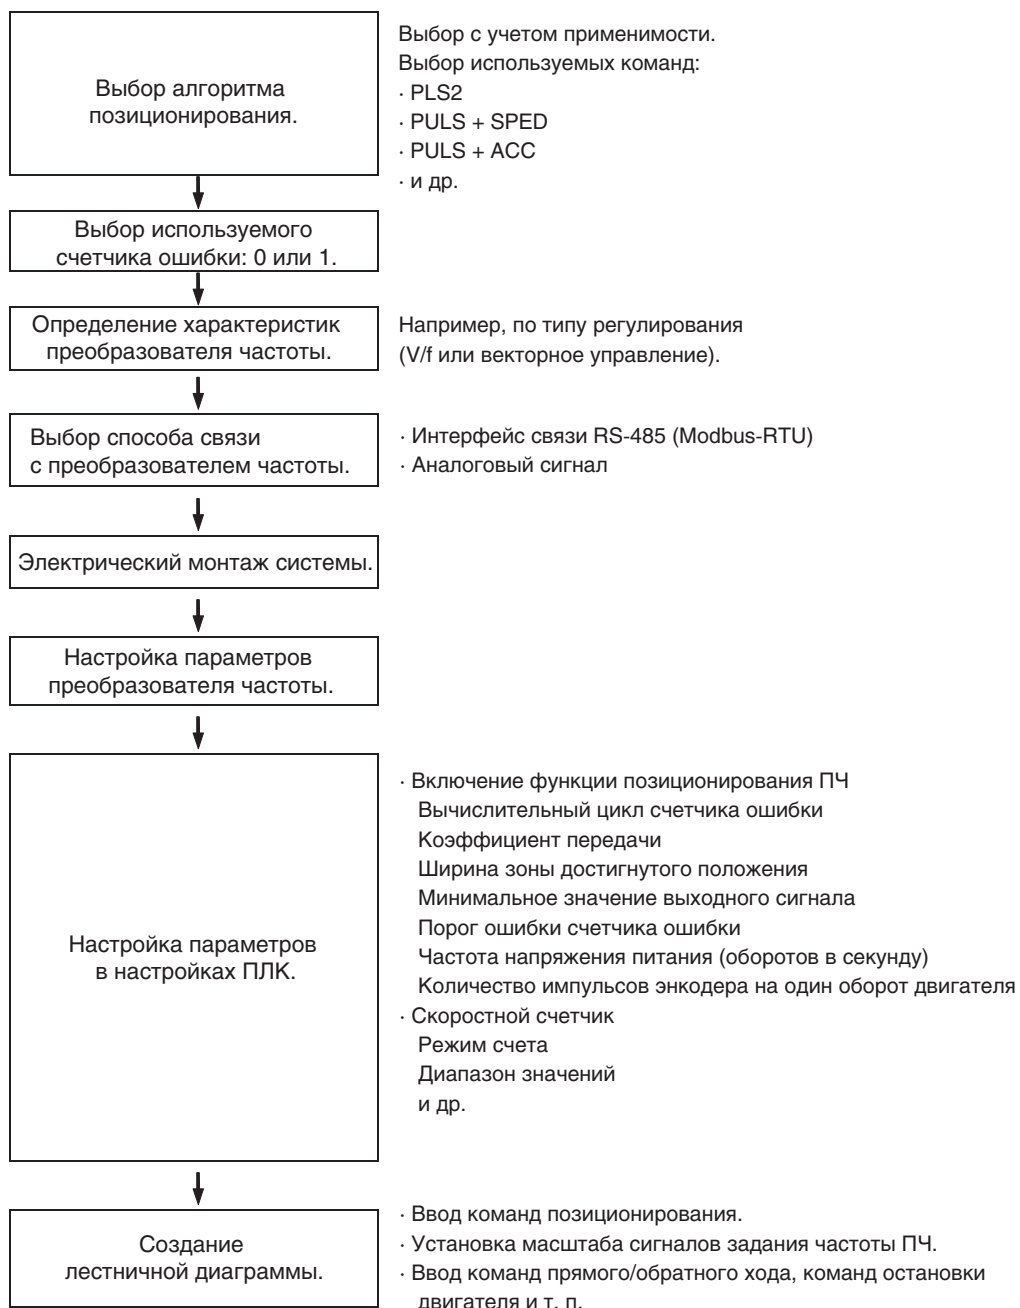 Выбор алгоритма
позиционирования.
Выбор с учетом применимости.
Выбор используемых команд:
· PLS2
· PULS + SPED
· PULS + ACC
· и др.
Выбор используемого
счетчика ошибки: 0 или 1.
Определение характеристик
преобразователя частоты.
Например, по типу регулирования
(V/f или векторное управление).
Выбор способа связи
с преобразователем частоты.
· Интерфейс связи RS-485 (Modbus-RTU)
· Аналоговый сигнал
Электрический монтаж системы.
Настройка параметров
преобразователя частоты.
Настройка параметров
в настройках ПЛК.
· Включение функции позиционирования ПЧ
Вычислительный цикл счетчика ошибки
Коэффициент передачи
Ширина зоны достигнутого положения
Минимальное значение выходного сигнала
Порог ошибки счетчика ошибки
Частота напряжения питания (оборотов в секунду)
Количество импульсов энкодера на один оборот двигателя
· Скоростной счетчик
Режим счета
Диапазон значений
и др.
Создание
лестничной диаграммы.
· Ввод команд позиционирования.
· Установка масштаба сигналов задания частоты ПЧ.
· Ввод команд прямого/обратного хода, команд остановки
двигателя и т. п.